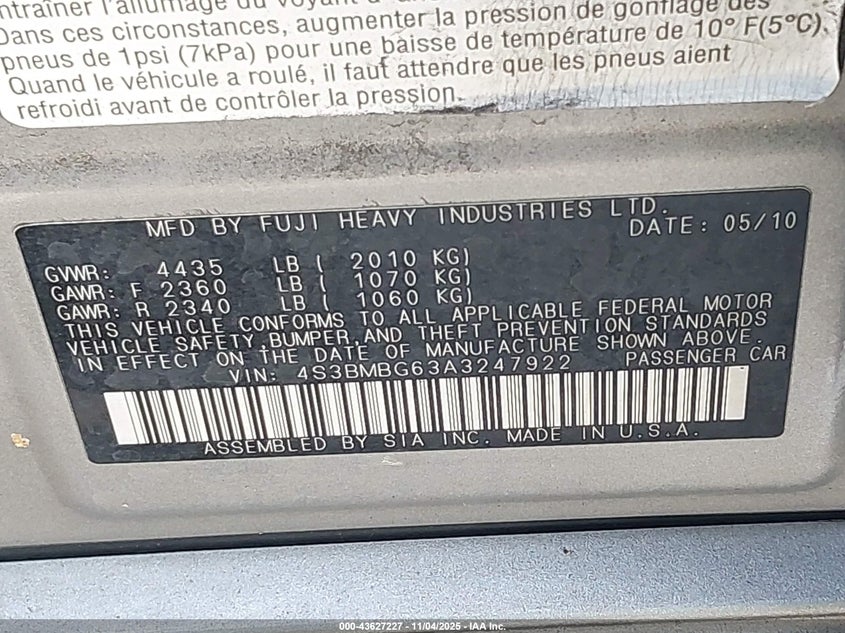 ntraîner l'allumage du voyant d
Dans ces circonstances, augmenter la pression de gonflage des
pneus de 1psi (7kPa) pour une baisse de température de 10° F(5°C).
Quand le véhicule a roulé, il faut attendre que les pneus aient
refroidi avant de contrôler la pression.
MFD BY FUJI HEAVY INDUSTRIES LTD.
DATE: 05/10
GVWR: 4435 LB ( 2010 KG)
GAWR: F 2360 LB ( 1070 KG)
GAWR: R 2340 LB ( 1060 KG)
THIS VEHICLE CONFORMS TO ALL APPLICABLE FEDERAL MOTOR
VEHICLE SAFETY,BUMPER,AND THEFT PREVENTION STANDARDS
IN EFFECT ON THE DATE OF MANUFACTURE SHOWN ABOVE.
VIN: 4S3BMBG63A3247922 PASSENGER CAR
ASSEMBLED BY SIA INC. MADE IN U.S.A.
000-43627227 - 11/04/2025 - IAA Inc.